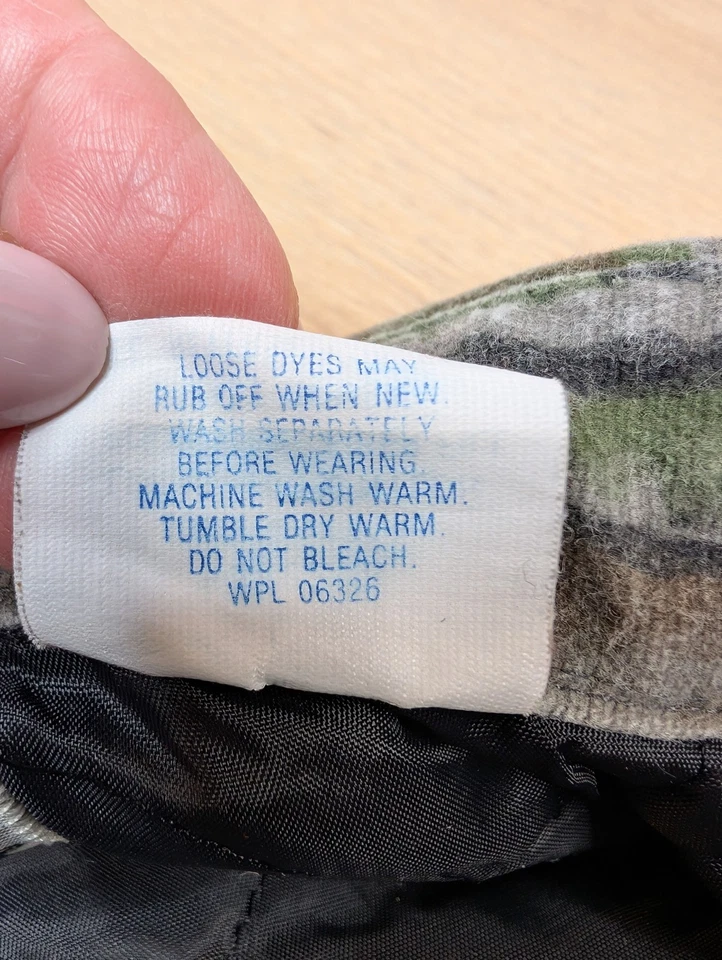 LOOSE DYES MAY
RUB OFF WHEN NEW.
WASH SEPARATELY
BEFORE WEARING.
MACHINE WASH WARM.
TUMBLE DRY WARM.
DO NOT BLEACH.
WPL 06326